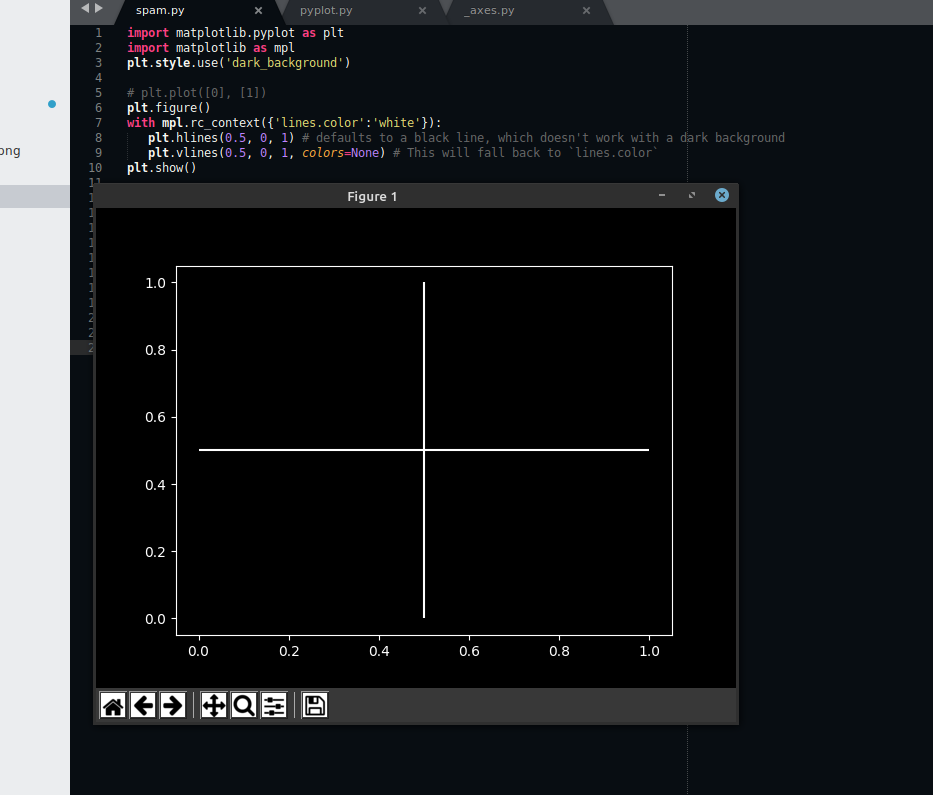 spam.py × pyplot.py × _axes.py ×
1 import matplotlib.pyplot as plt
2 import matplotlib as mpl
3 plt.style.use('dark_background')
4
5 # plt.plot([0], [1])
6 plt.figure()
7 with mpl.rc_context({'lines.color':'white'}):
8 plt.hlines(0.5, 0, 1) # defaults to a black line, which doesn't work with a dark background
ong
9 plt.vlines(0.5, 0, 1, colors=None) # This will fall back to `lines.color`
10 plt.show()
11
Figure 1
1.0
0.8
0.6
0.4
0.2
0.0
0.0 0.2 0.4 0.6 0.8 1.0